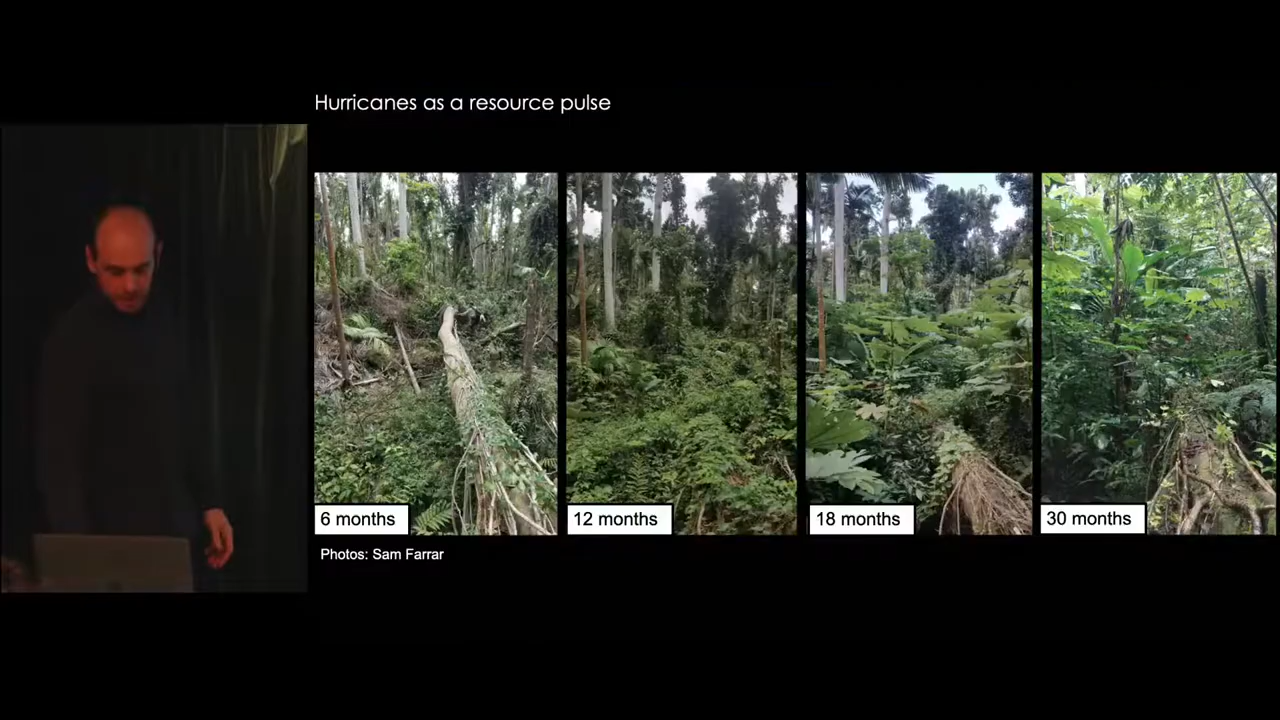 Hurricanes as a resource pulse
6 months
12 months
18 months
30 months
Photos: Sam Farrar